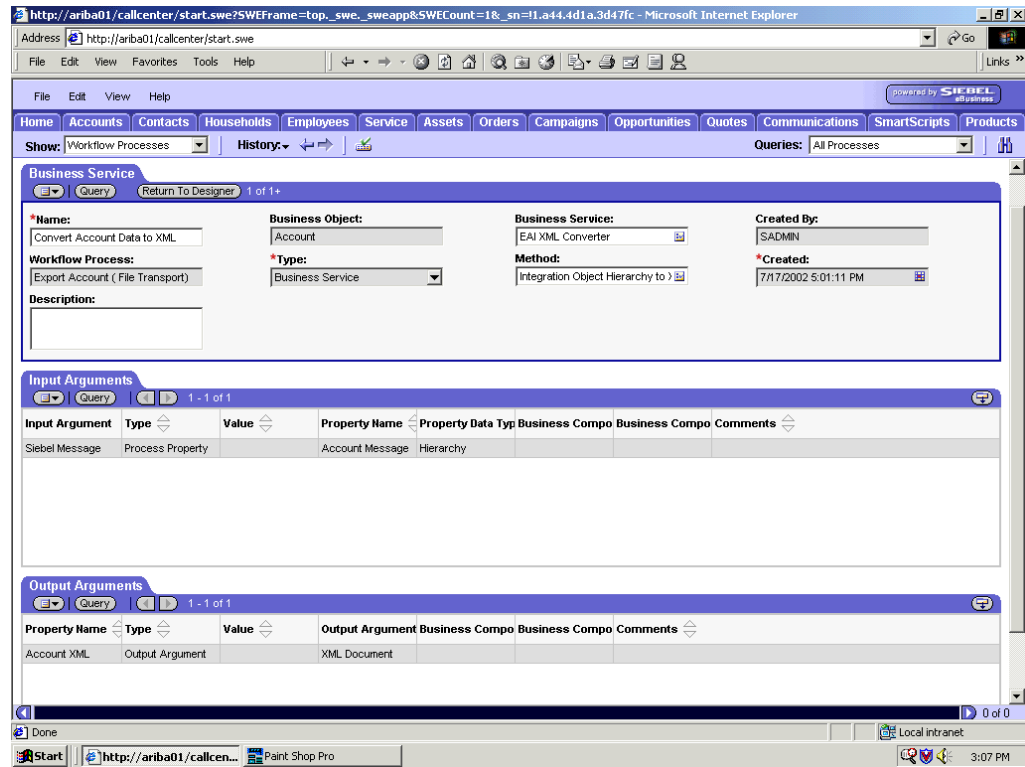 http://ariba01/callcenter/start.swe?SWEFrame=top._swe._sweapp&SWECount=1&_sn=!1.a44.4d1a.3d47fc - Microsoft Internet Explorer
Address http://ariba01/callcenter/start.swe Go
File Edit View Favorites Tools Help Links »
File Edit View Help powered by SIEBEL eBusiness
Home Accounts Contacts Households Employees Service Assets Orders Campaigns Opportunities Quotes Communications SmartScripts Products
Show: Workflow Processes History: Queries: All Processes
Business Service
Query Return To Designer 1 of 1+
*Name: Business Object: Business Service: Created By:
Convert Account Data to XML Account EAI XML Converter SADMIN
Workflow Process: *Type: Method: *Created:
Export Account ( File Transport) Business Service Integration Object Hierarchy to 7/17/2002 5:01:11 PM
Description:
Input Arguments
Query 1 - 1 of 1
Input Argument Type Value Property Name Property Data Typ Business Compo Business Compo Comments
Siebel Message Process Property Account Message Hierarchy
Output Arguments
Query 1 - 1 of 1
Property Name Type Value Output Argument Business Compo Business Compo Comments
Account XML Output Argument XML Document
0 of 0
Done Local intranet
Start http://ariba01/callcen... Paint Shop Pro 3:07 PM